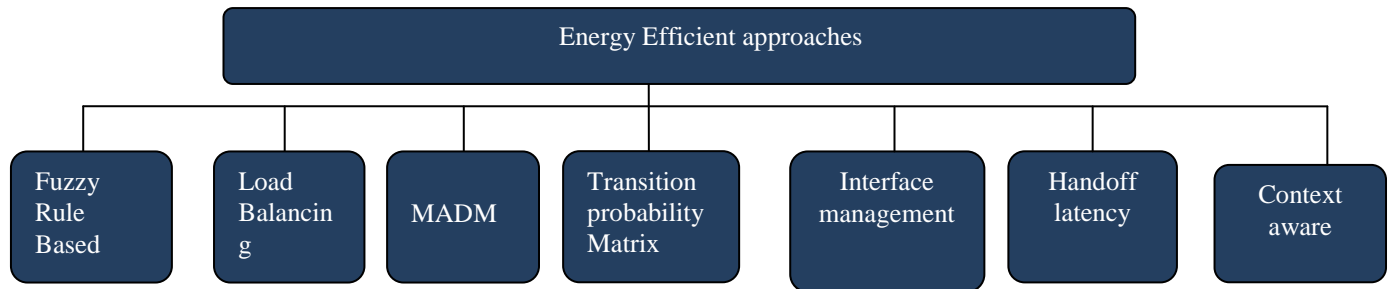 Energy Efficient approaches
Fuzzy
Rule
Based
Load
Balancin
g
MADM
Transition
probability
Matrix
Interface
management
Handoff
latency
Context
aware